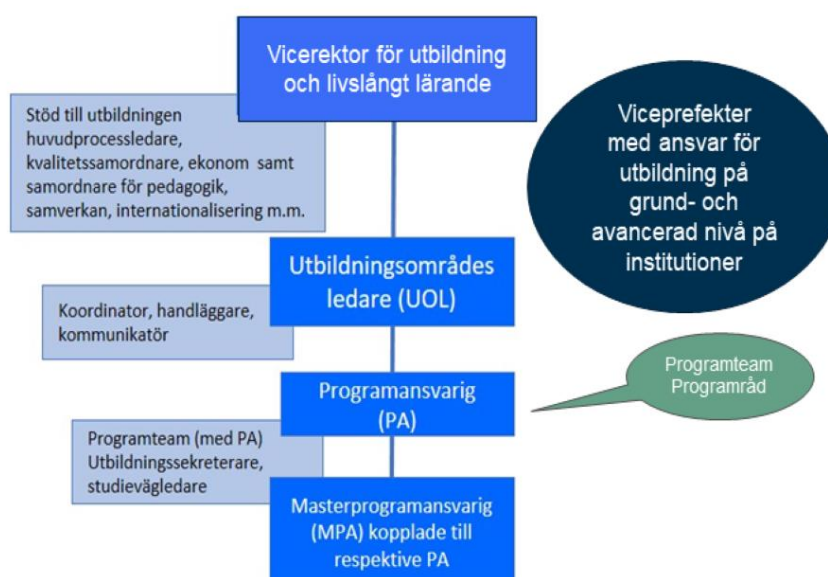 Vicerektor för utbildning
och livslångt lärande
Stöd till utbildningen
huvudprocessledare,
kvalitetssamordnare, ekonom samt
samordnare för pedagogik,
samverkan, internationalisering m.m.
Viceprefekter
med ansvar för
utbildning på
grund- och
avancerad nivå på
institutioner
Utbildningsområdes
ledare (UOL)
Koordinator, handläggare,
kommunikatör
Programteam
Programråd
Programansvarig
(PA)
Programteam (med PA)
Utbildningssekreterare,
studievägledare
Masterprogramansvarig
(MPA) kopplade till
respektive PA